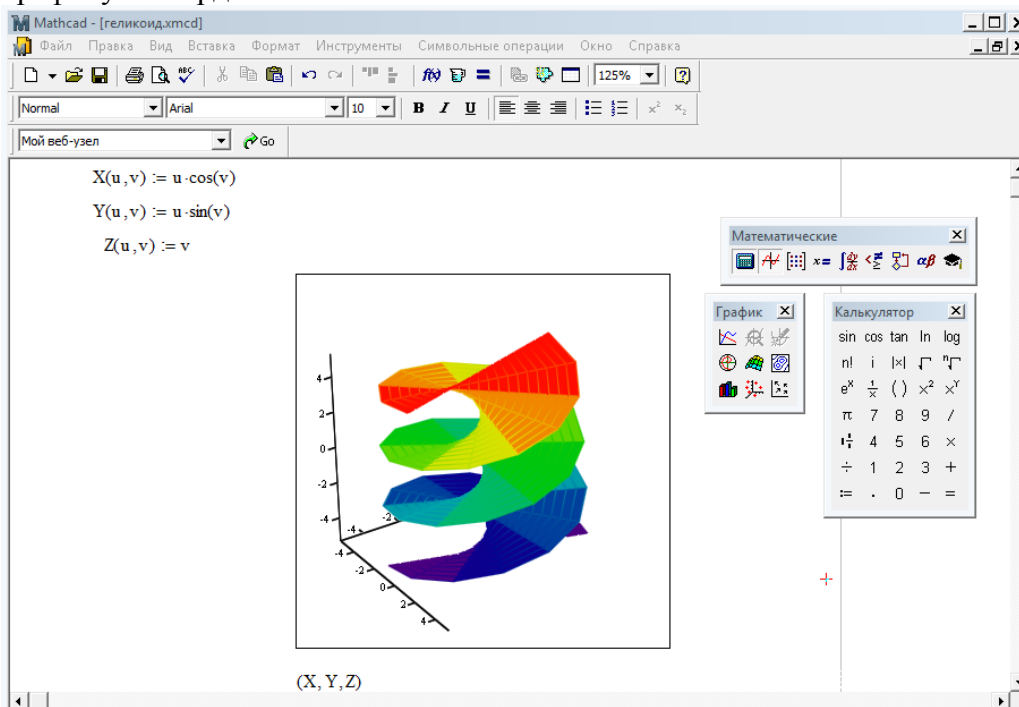 Mathcad - [геликоид.xmcd]
Файл Правка Вид Вставка Формат Инструменты Символьные операции Окно Справка
125%
Normal Arial 10 B I U x² x₂
Мой веб-узел Go
X(u,v) := u·cos(v)
Y(u,v) := u·sin(v)
Z(u,v) := v
Математические
x= αβ
График
Калькулятор
sin cos tan ln log
n! i |×| √ ⁿ√
eˣ 1/x ( ) ×² ×ʸ
π 7 8 9 /
4 5 6 ×
÷ 1 2 3 +
:= . 0 − =
4
2
0
-2
-4
-4 -2
-4
-2
0
2
4
(X,Y,Z)